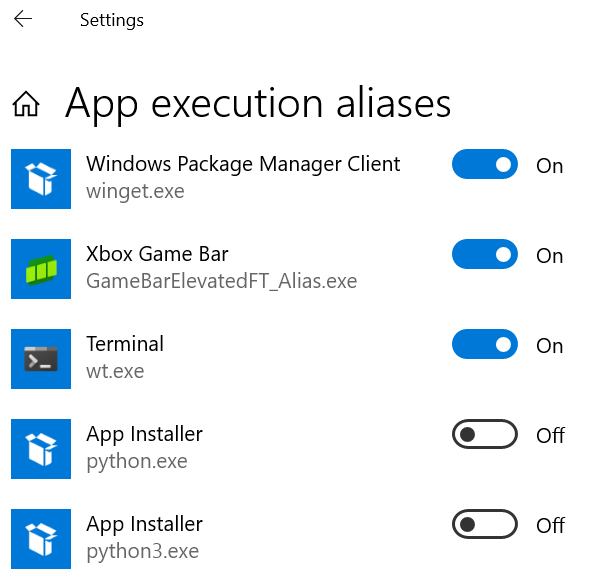 Settings
App execution aliases
Windows Package Manager Client
On
winget.exe
Xbox Game Bar
On
GameBarElevatedFT_Alias.exe
Terminal
On
wt.exe
App Installer
Off
python.exe
App Installer
Off
python3.exe